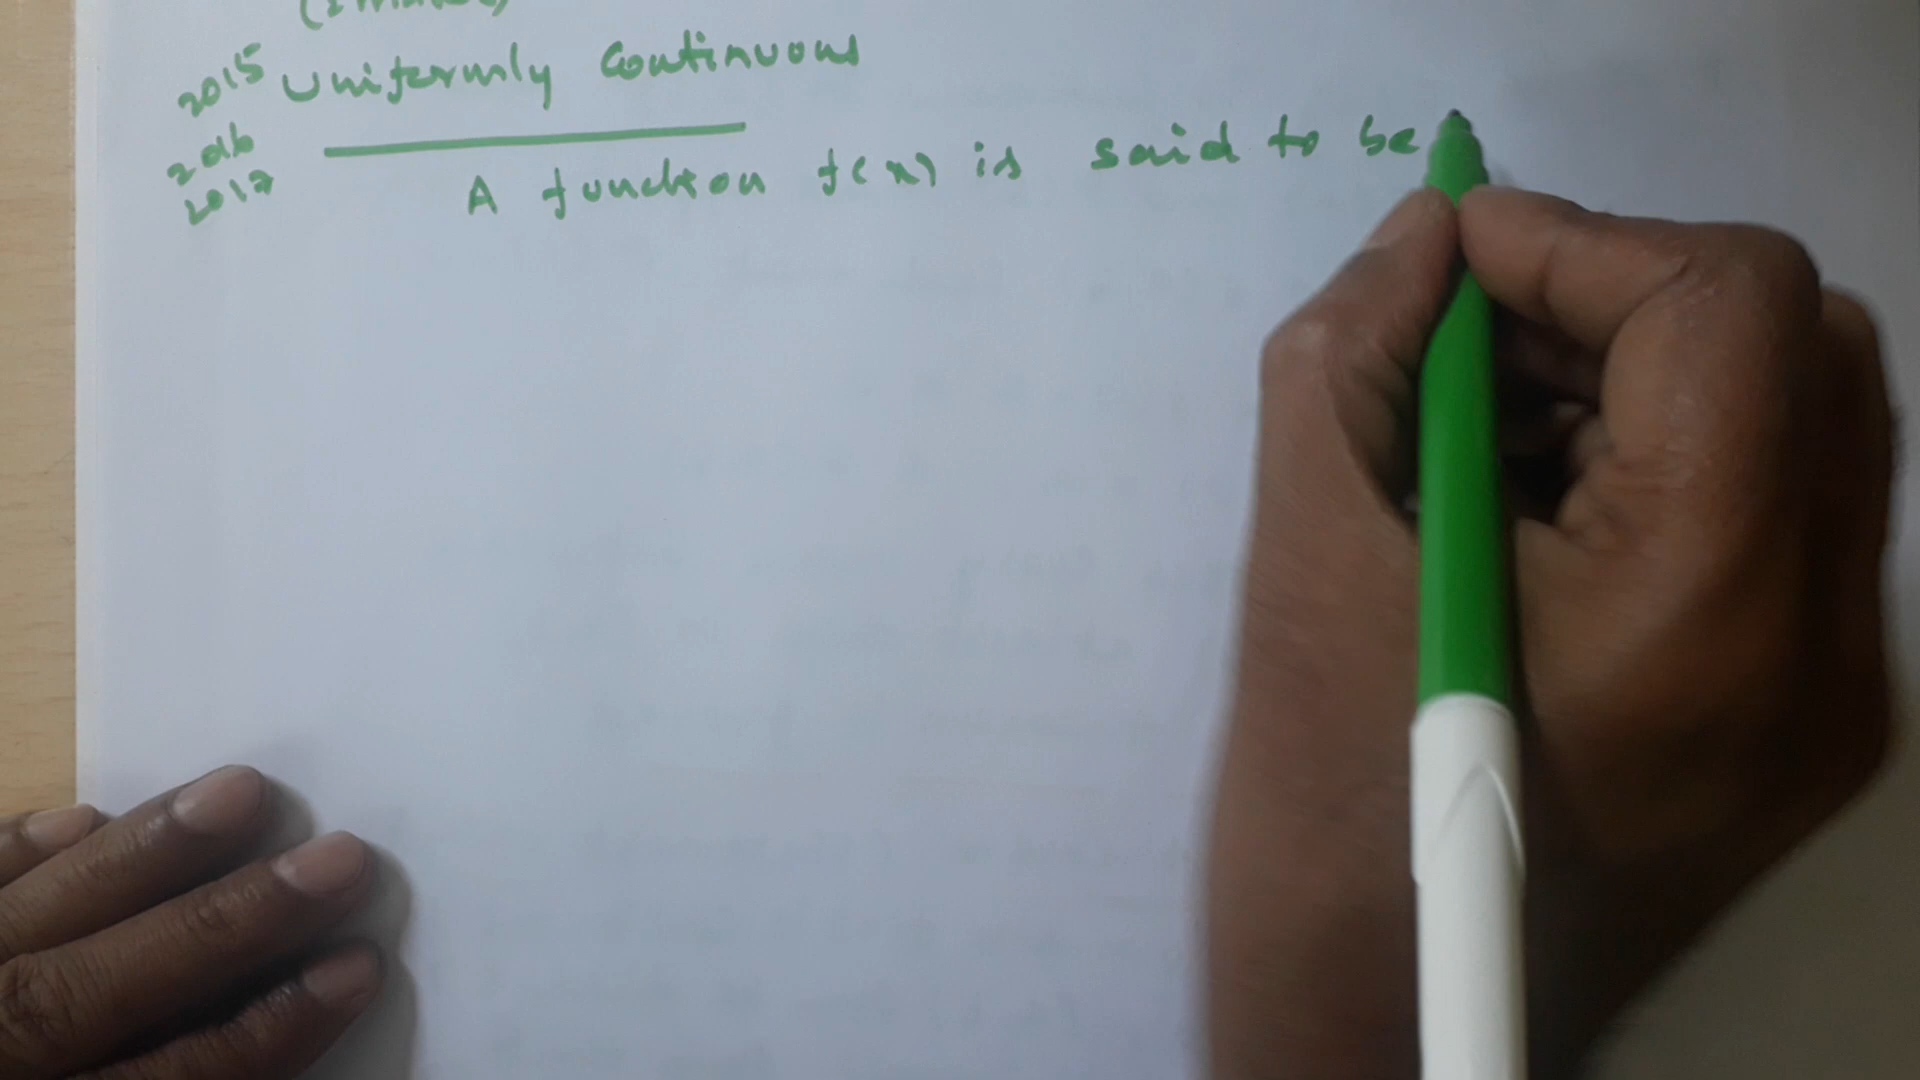 2015 Uniformly Continuous
2016
2017
A function f(x) is said to be